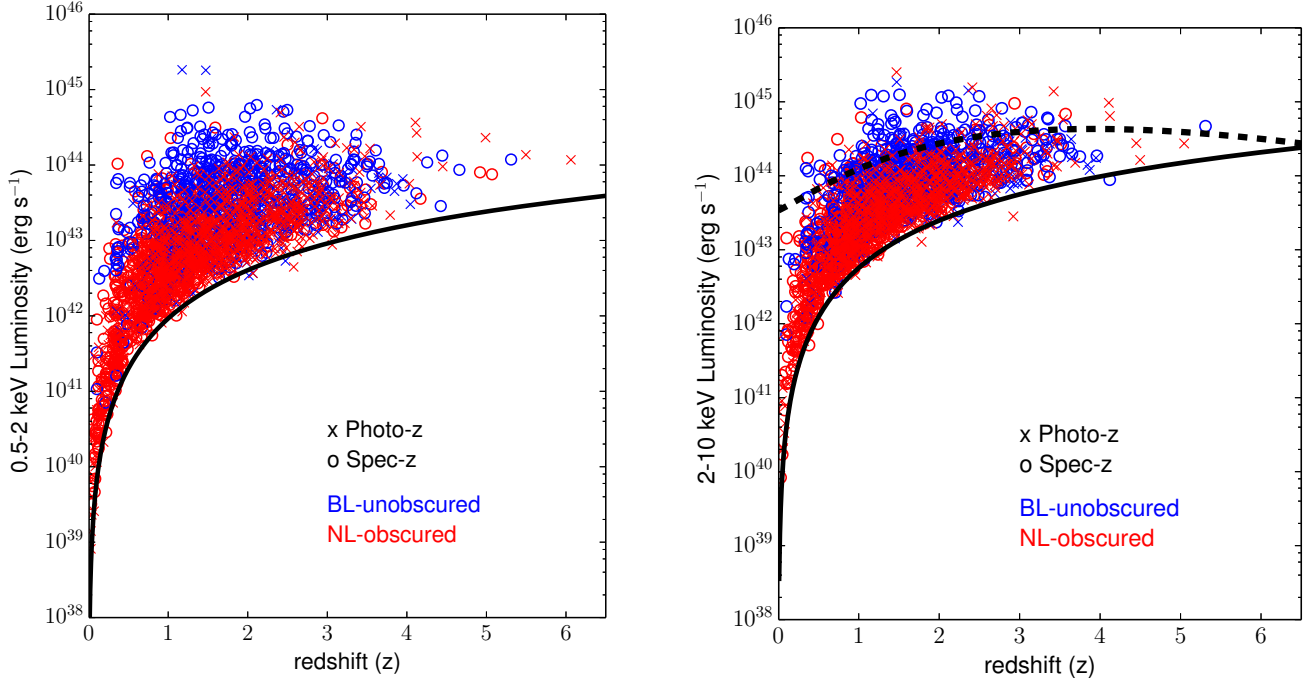 10^46
10^45
10^44
10^43
10^42
10^41
10^40
10^39
10^38
0.5-2 keV Luminosity (erg s^−1)
x Photo-z
o Spec-z
BL-unobscured
NL-obscured
0 1 2 3 4 5 6
redshift (z)
10^46
10^45
10^44
10^43
10^42
10^41
10^40
10^39
10^38
2-10 keV Luminosity (erg s^−1)
x Photo-z
o Spec-z
BL-unobscured
NL-obscured
0 1 2 3 4 5 6
redshift (z)